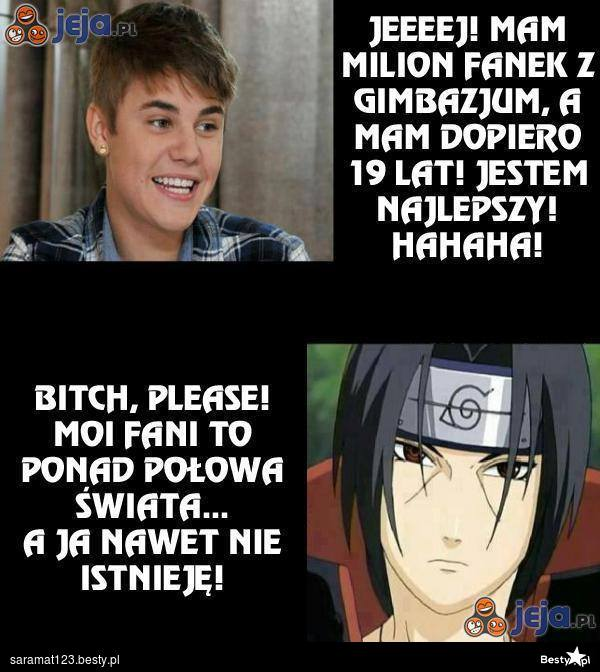 jeja.PL
JEEEEJ! MAM
MILION FANEK Z
GIMBAZJUM, A
MAM DOPIERO
19 LAT! JESTEM
NAJLEPSZY!
HAHAHA!
BITCH, PLEASE!
MOI FANI TO
PONAD POŁOWA
ŚWIATA...
A JA NAWET NIE
ISTNIEJĘ!
jeja.PL
saramat123.besty.pl
Besty.pl